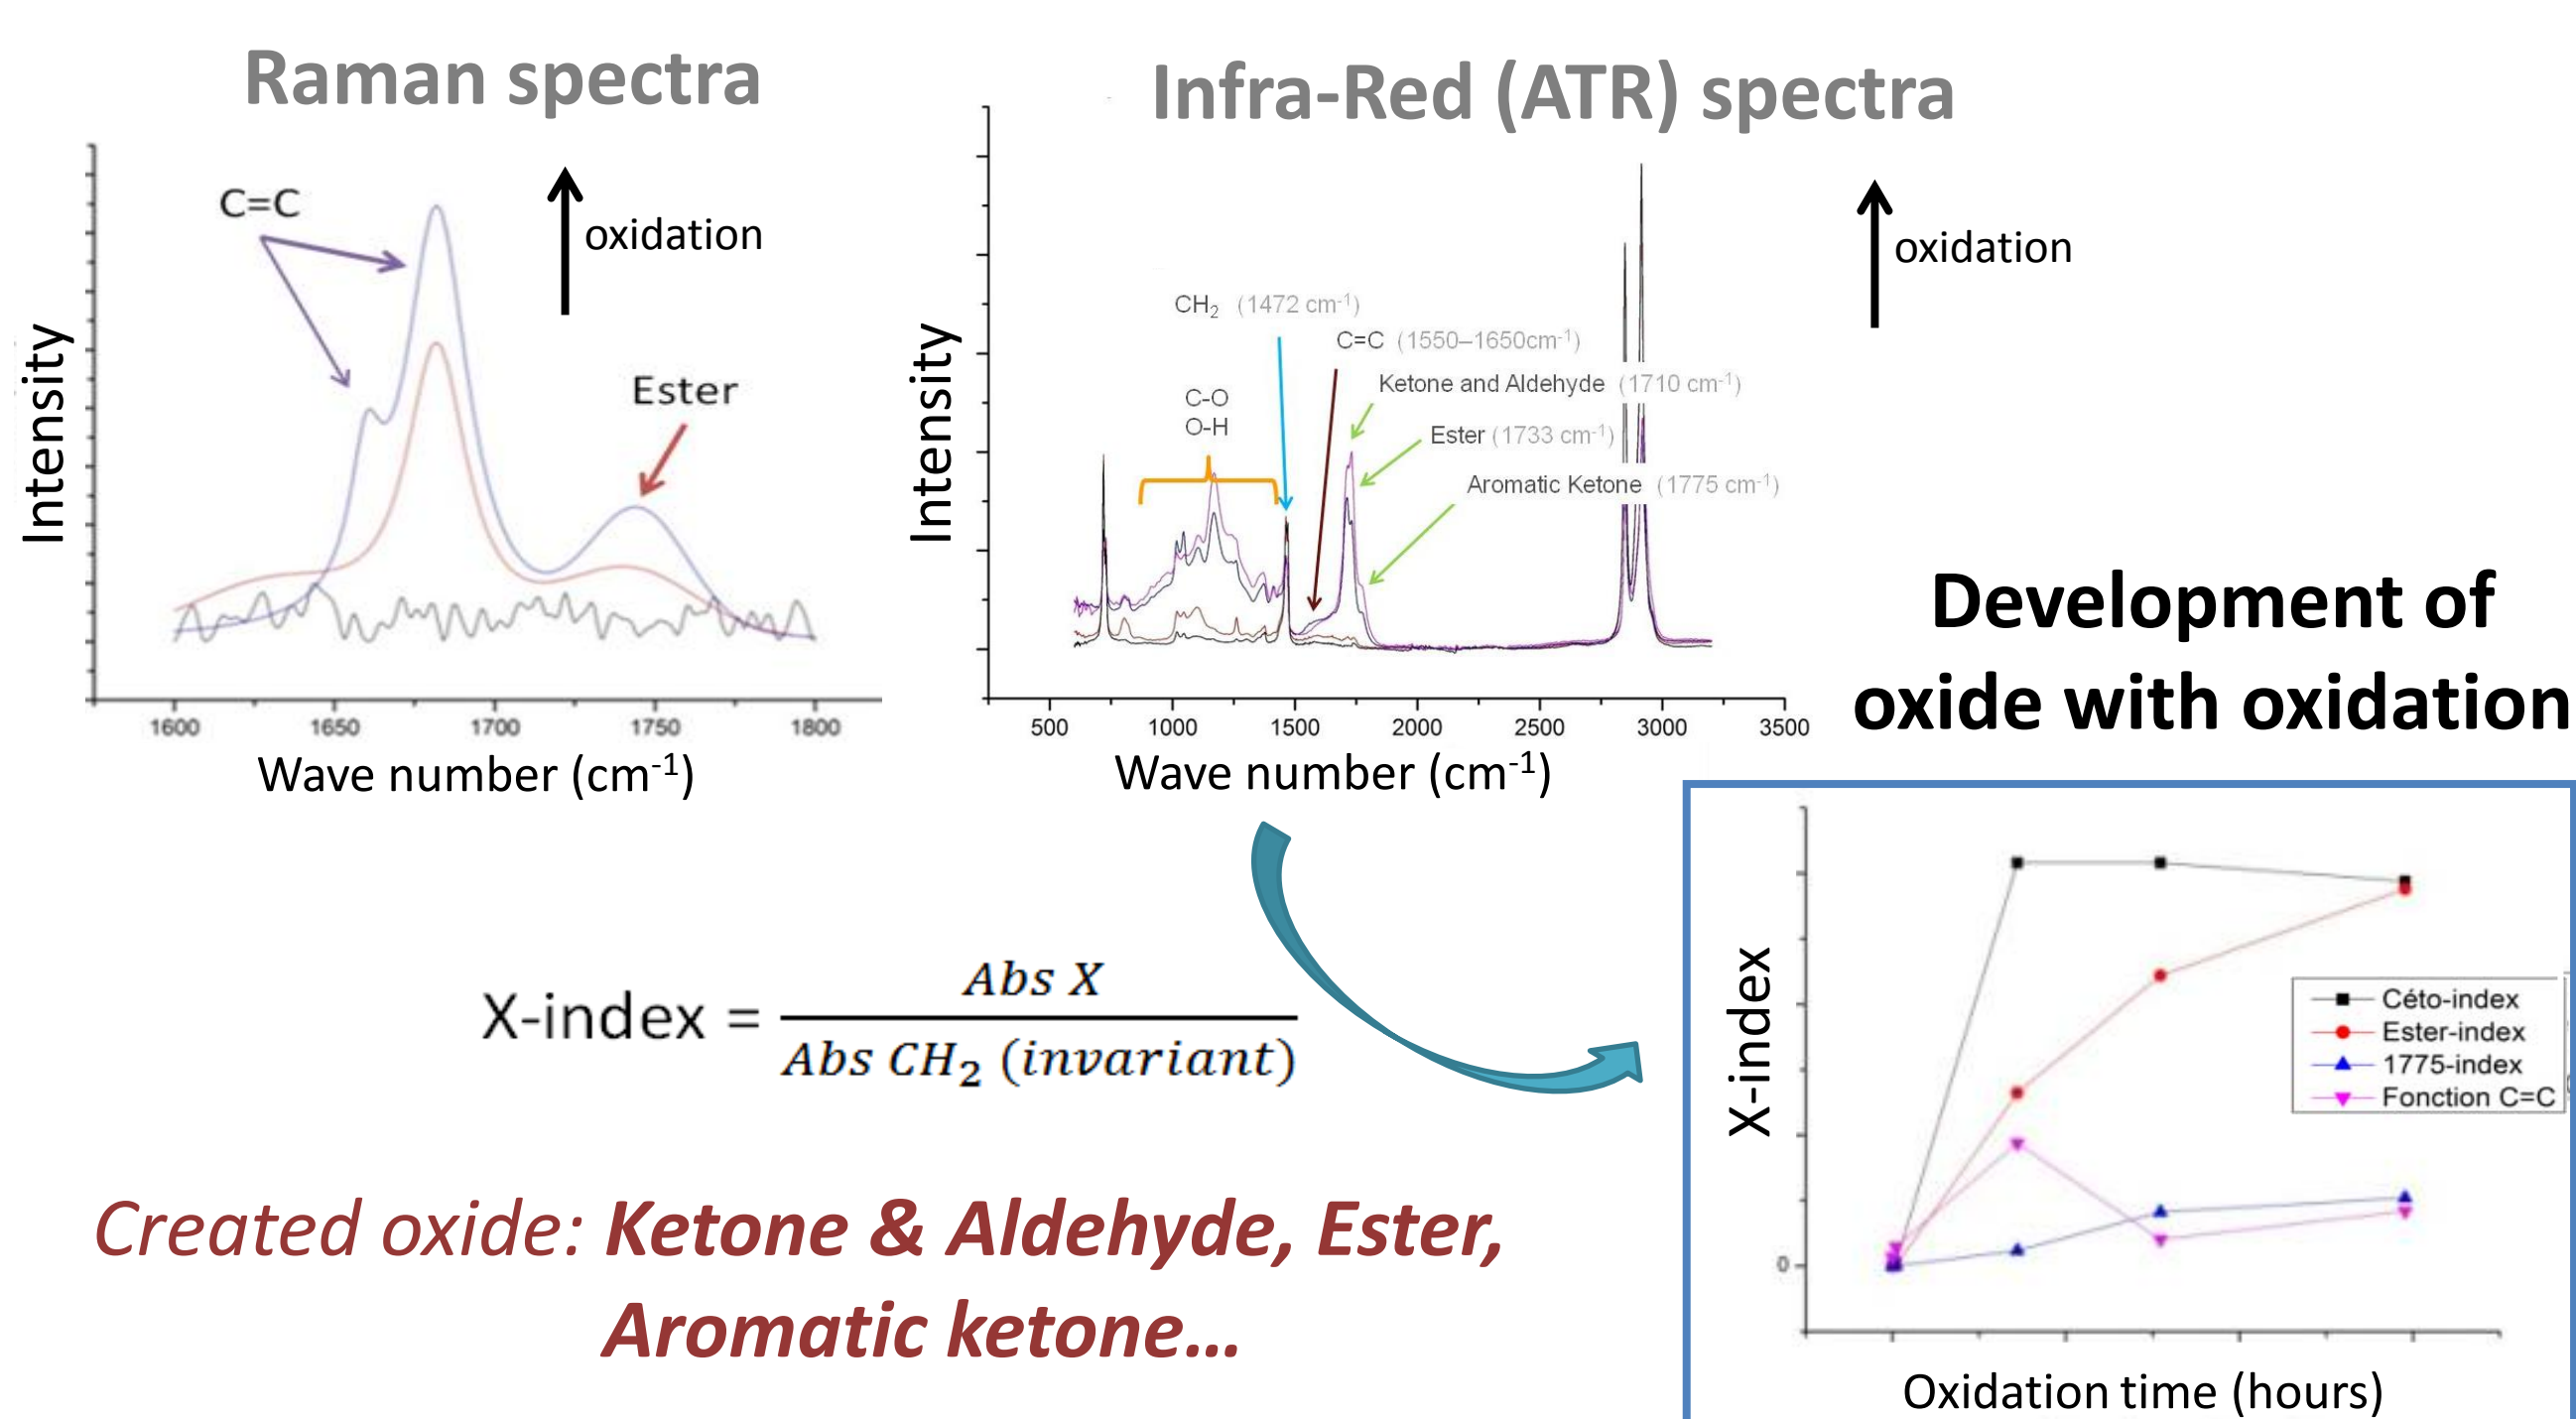 Raman spectra
C=C
oxidation
Ester
Intensity
1600 1650 1700 1750 1800
Wave number (cm-1)
Infra-Red (ATR) spectra
oxidation
CH2 (1472 cm-1)
C=C (1550–1650cm-1)
Ketone and Aldehyde (1710 cm-1)
C-O
O-H
Ester (1733 cm-1)
Aromatic Ketone (1775 cm-1)
Intensity
500 1000 1500 2000 2500 3000 3500
Wave number (cm-1)
Development of
oxide with oxidation
X-index = Abs X
Abs CH2 (invariant)
Created oxide: Ketone & Aldehyde, Ester,
Aromatic ketone...
X-index
Céto-index
Ester-index
1775-index
Fonction C=C
0
Oxidation time (hours)